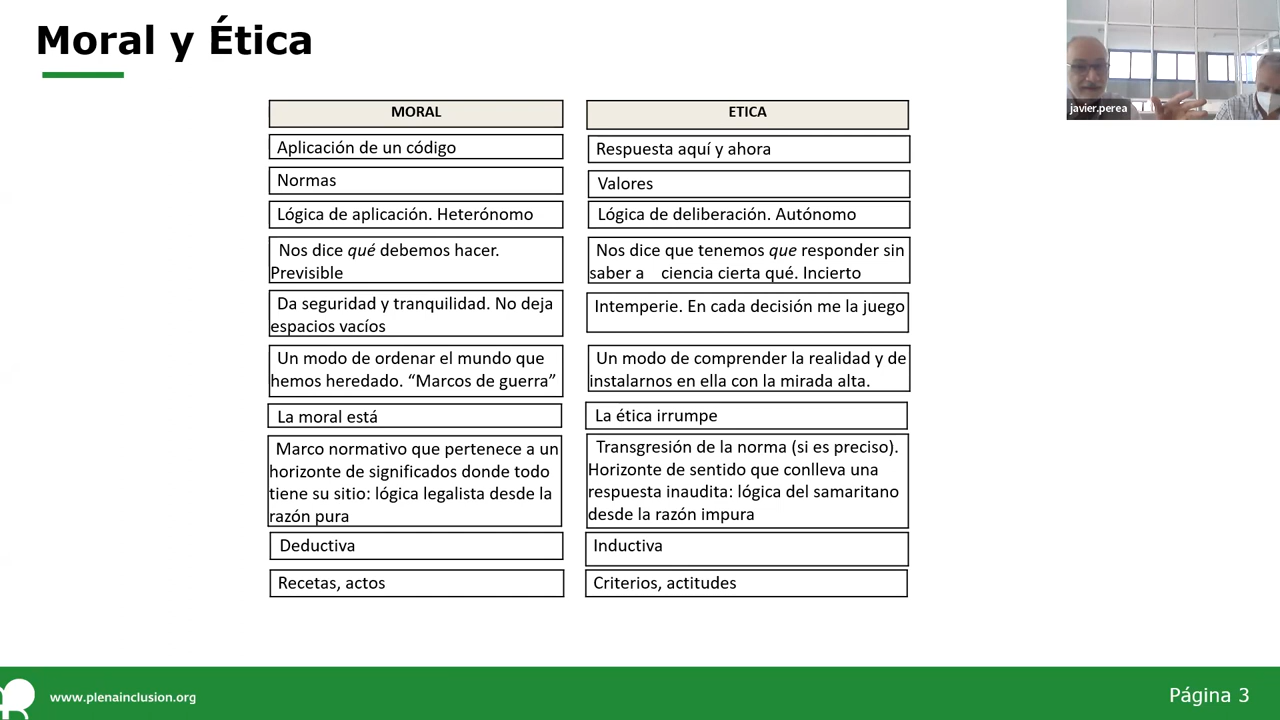 Moral y Ética
javier.perea
MORAL
ETICA
Aplicación de un código
Respuesta aquí y ahora
Normas
Valores
Lógica de aplicación. Heterónomo
Lógica de deliberación. Autónomo
Nos dice qué debemos hacer.
Previsible
Nos dice que tenemos que responder sin
saber a ciencia cierta qué. Incierto
Da seguridad y tranquilidad. No deja
espacios vacíos
Intemperie. En cada decisión me la juego
Un modo de ordenar el mundo que
hemos heredado. “Marcos de guerra”
Un modo de comprender la realidad y de
instalarnos en ella con la mirada alta.
La moral está
La ética irrumpe
Marco normativo que pertenece a un
horizonte de significados donde todo
tiene su sitio: lógica legalista desde la
razón pura
Transgresión de la norma (si es preciso).
Horizonte de sentido que conlleva una
respuesta inaudita: lógica del samaritano
desde la razón impura
Deductiva
Inductiva
Recetas, actos
Criterios, actitudes
www.plenainclusion.org
Página 3